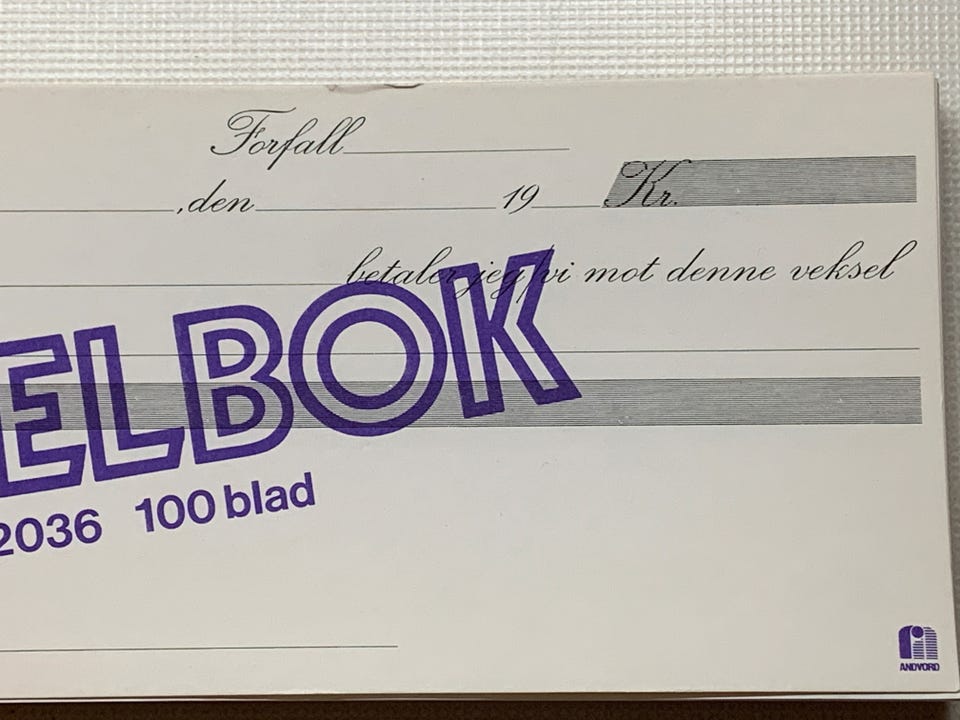 Forfall
, den 19 Kr.
betaler jeg/vi mot denne veksel
ELBOK
2036 100 blad
ANDVORD